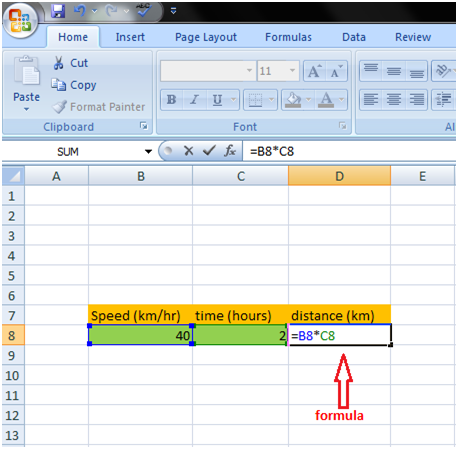 Home Insert Page Layout Formulas Data Review
Cut
Copy
Paste
Format Painter
11 A A
B I U A
Clipboard Font Al
SUM fx =B8*C8
A B C D E
1
2
3
4
5
6
7 Speed (km/hr) time (hours) distance (km)
8 40 2 =B8*C8
9
10
11
12 formula
13